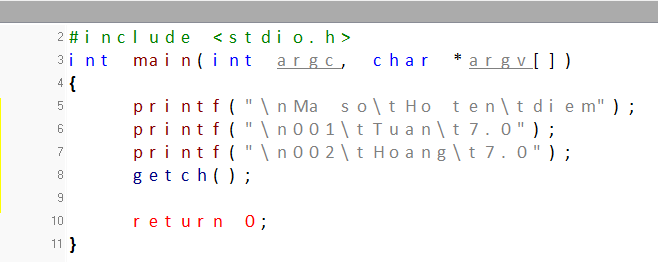 2 #include <stdio.h>
3 int main(int argc, char *argv[])
4 {
5 printf("\nMa so\tHo ten\tdiem");
6 printf("\n001\tTuan\t7.0");
7 printf("\n002\tHoang\t7.0");
8 getch();
9
10 return 0;
11 }